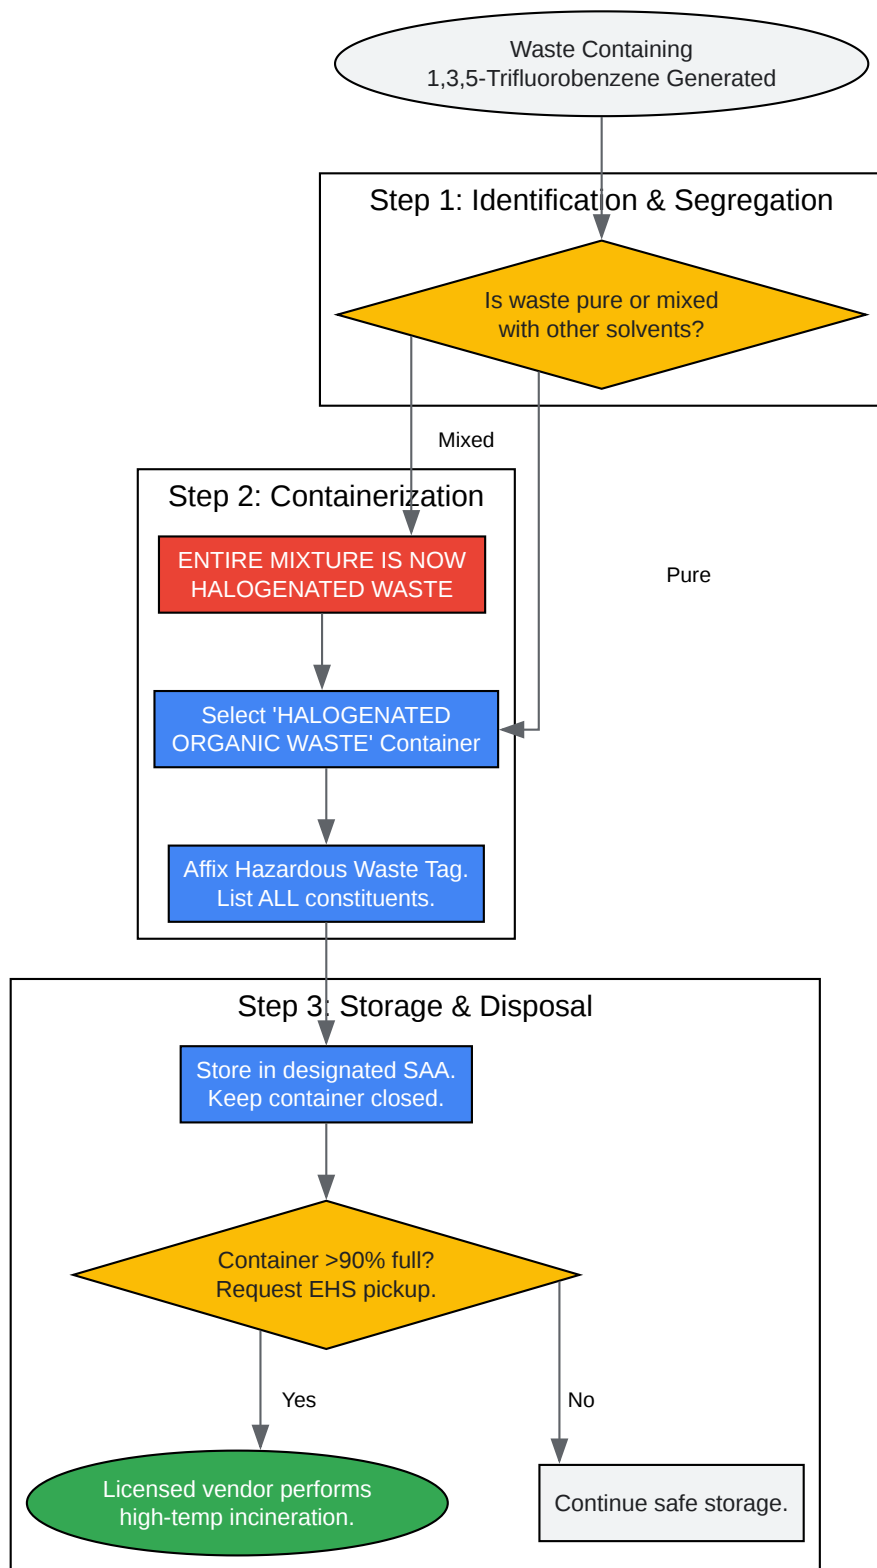 Waste Containing
1,3,5-Trifluorobenzene Generated
Step 1: Identification & Segregation
Is waste pure or mixed
with other solvents?
Mixed
Pure
Step 2: Containerization
ENTIRE MIXTURE IS NOW
HALOGENATED WASTE
Select 'HALOGENATED
ORGANIC WASTE' Container
Affix Hazardous Waste Tag.
List ALL constituents.
Step 3: Storage & Disposal
Store in designated SAA.
Keep container closed.
Container >90% full?
Request EHS pickup.
Yes
No
Licensed vendor performs
high-temp incineration.
Continue safe storage.